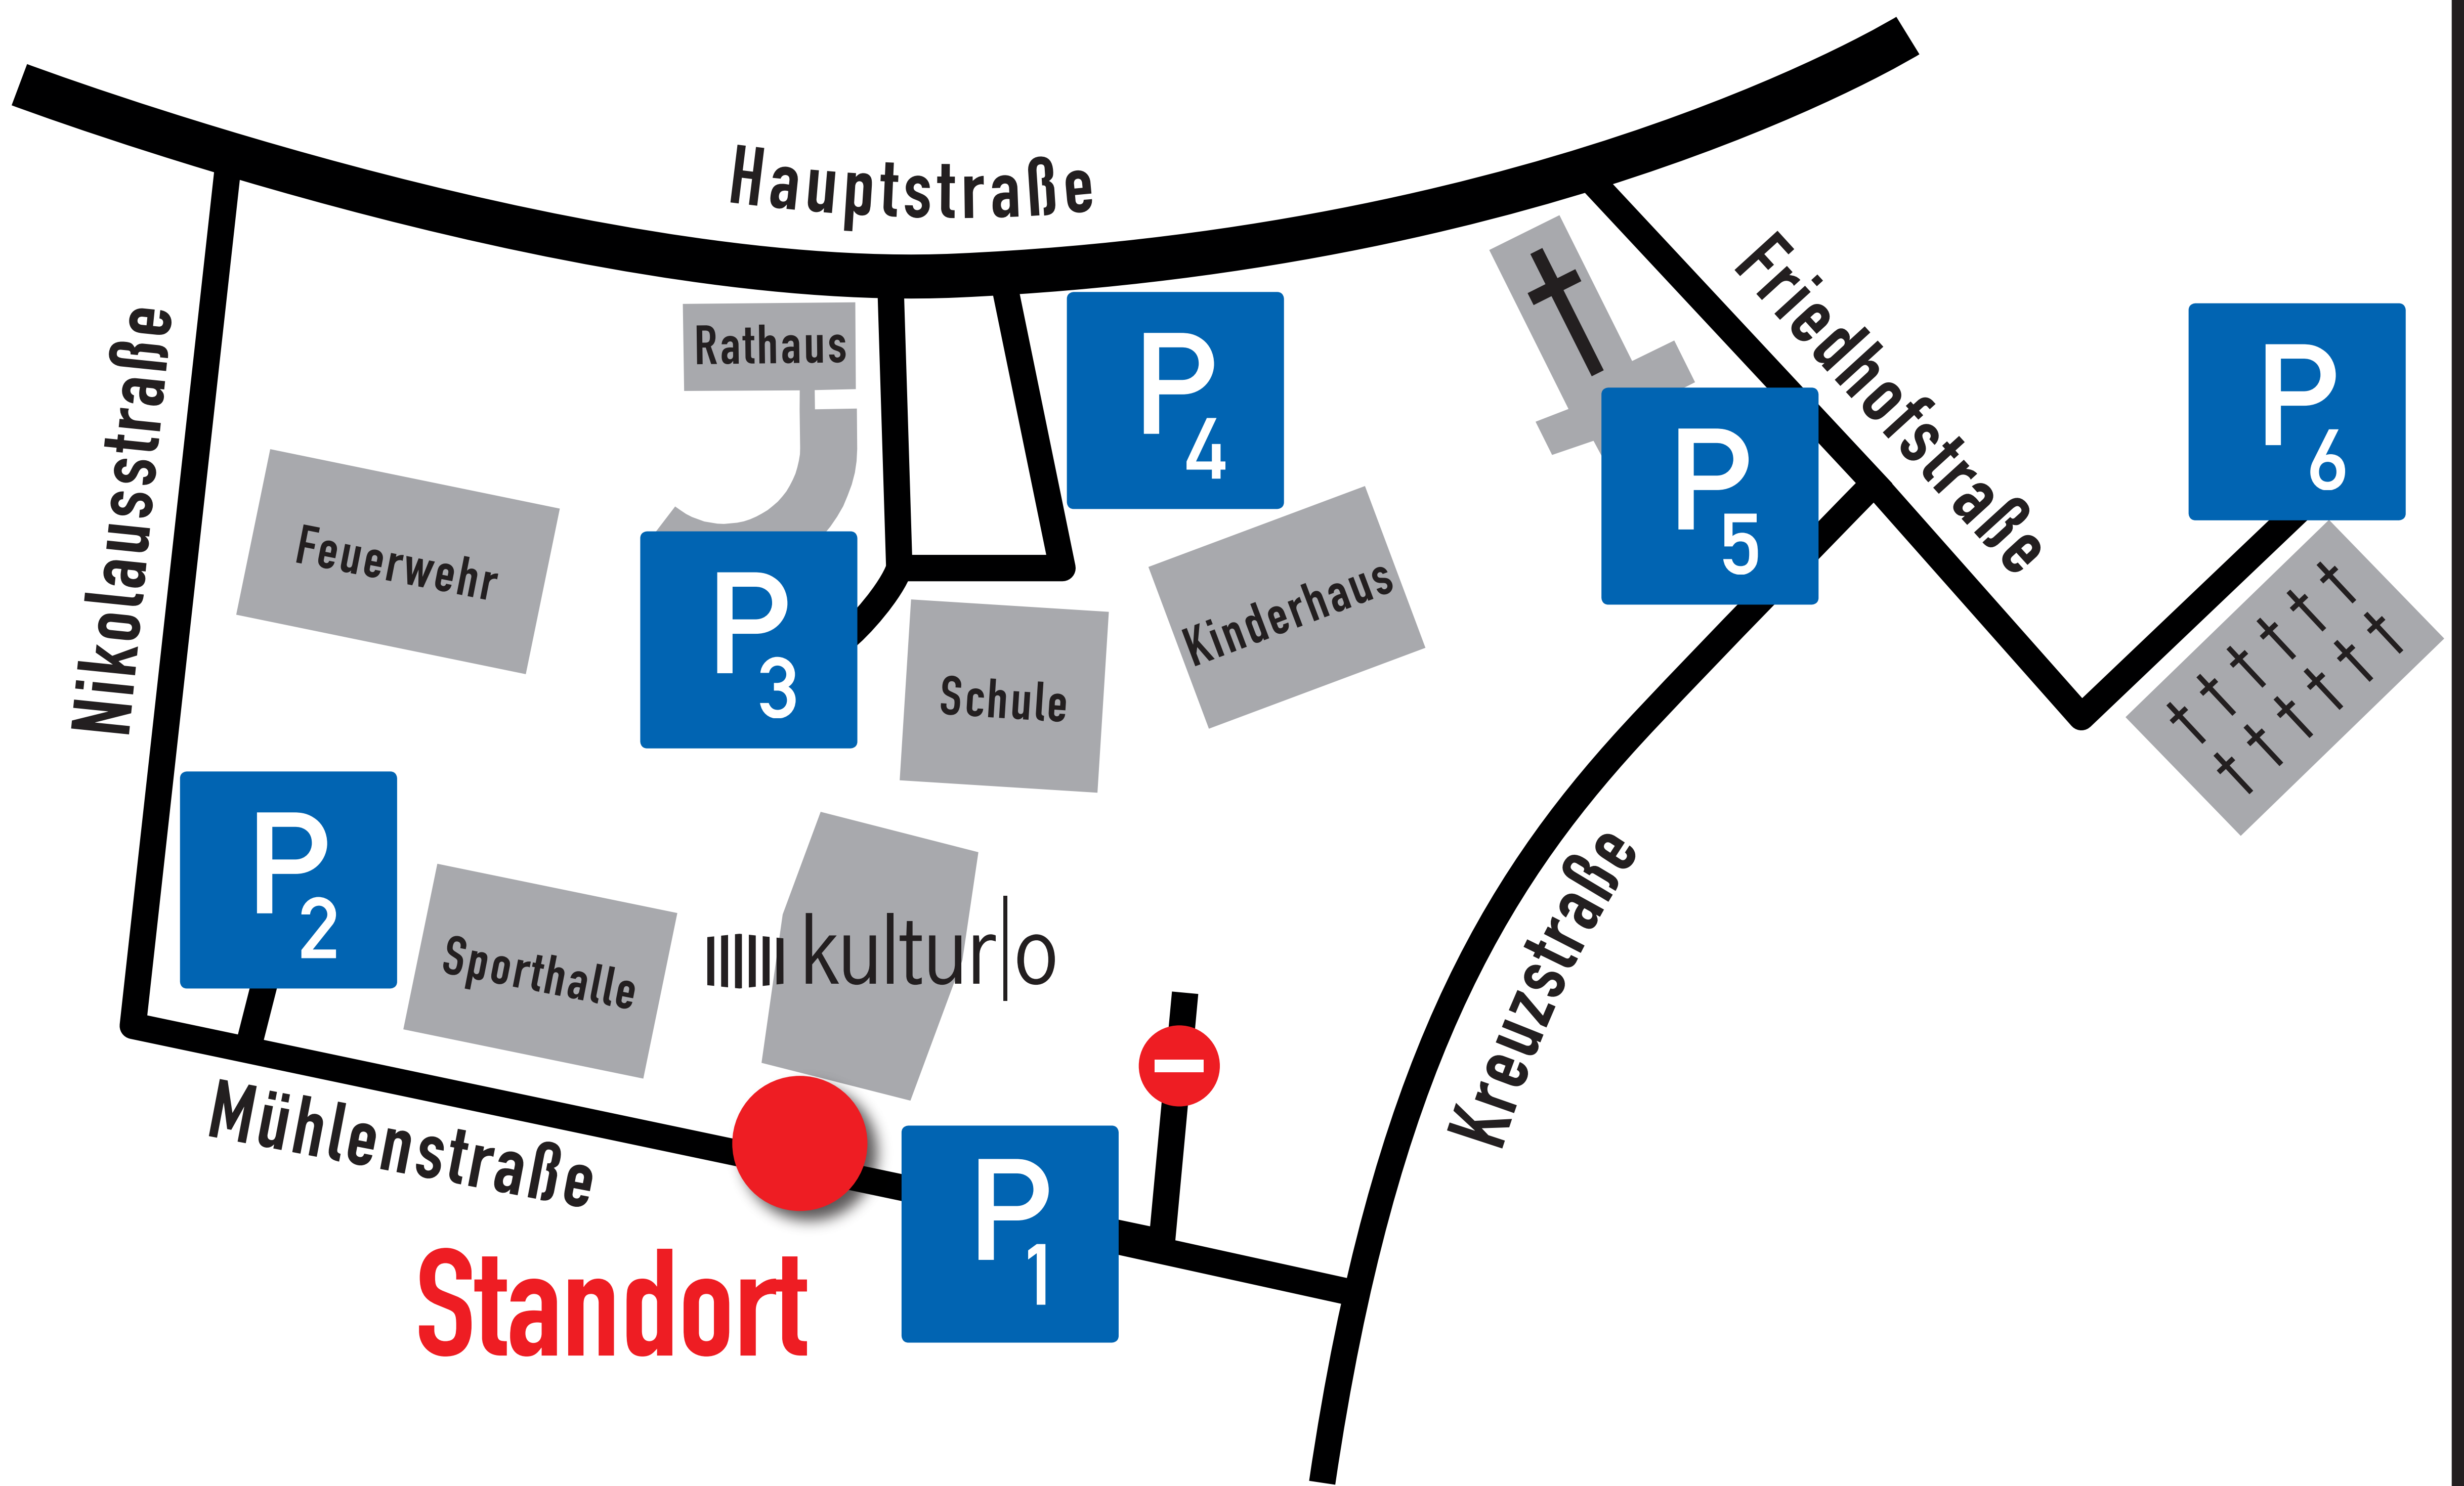 Hauptstraße
Friedhofstraße
Nikolausstraße
Rathaus
P4
P6
P5
Feuerwehr
P3
Kinderhaus
Schule
P2
Sporthalle
kultur|o
Kreuzstraße
Mühlenstraße
P1
Standort